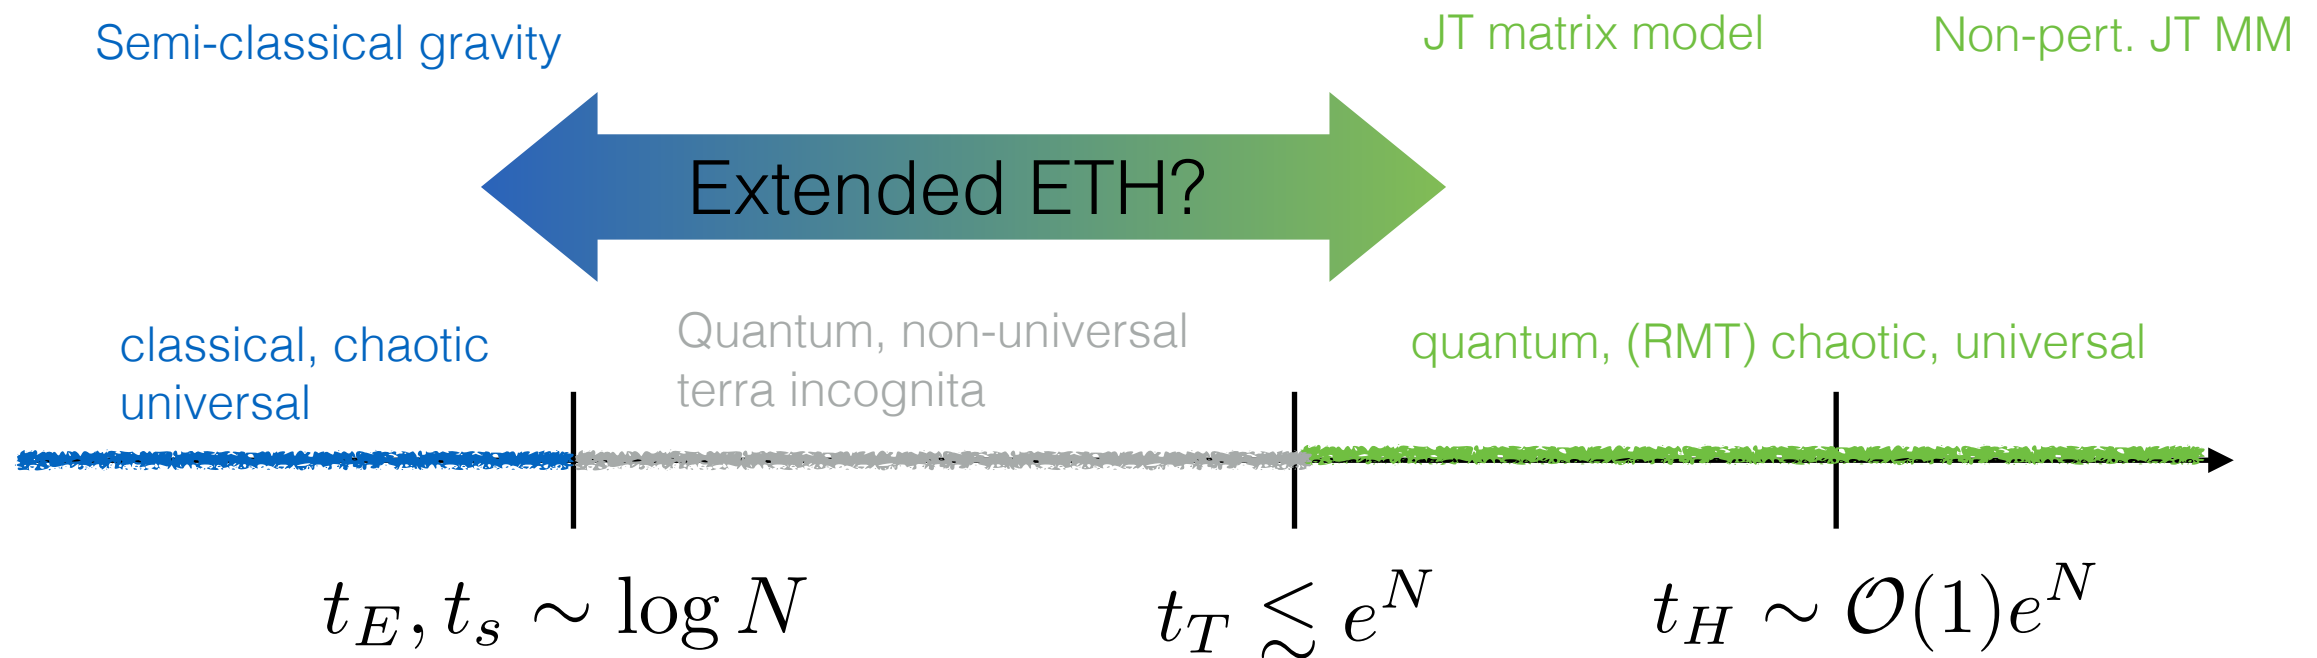 Semi-classical gravity
JT matrix model
Non-pert. JT MM
Extended ETH?
classical, chaotic
universal
Quantum, non-universal
terra incognita
quantum, (RMT) chaotic, universal
t_E, t_s ∼ log N
t_T ≲ e^N
t_H ∼ 𝒪(1)e^N